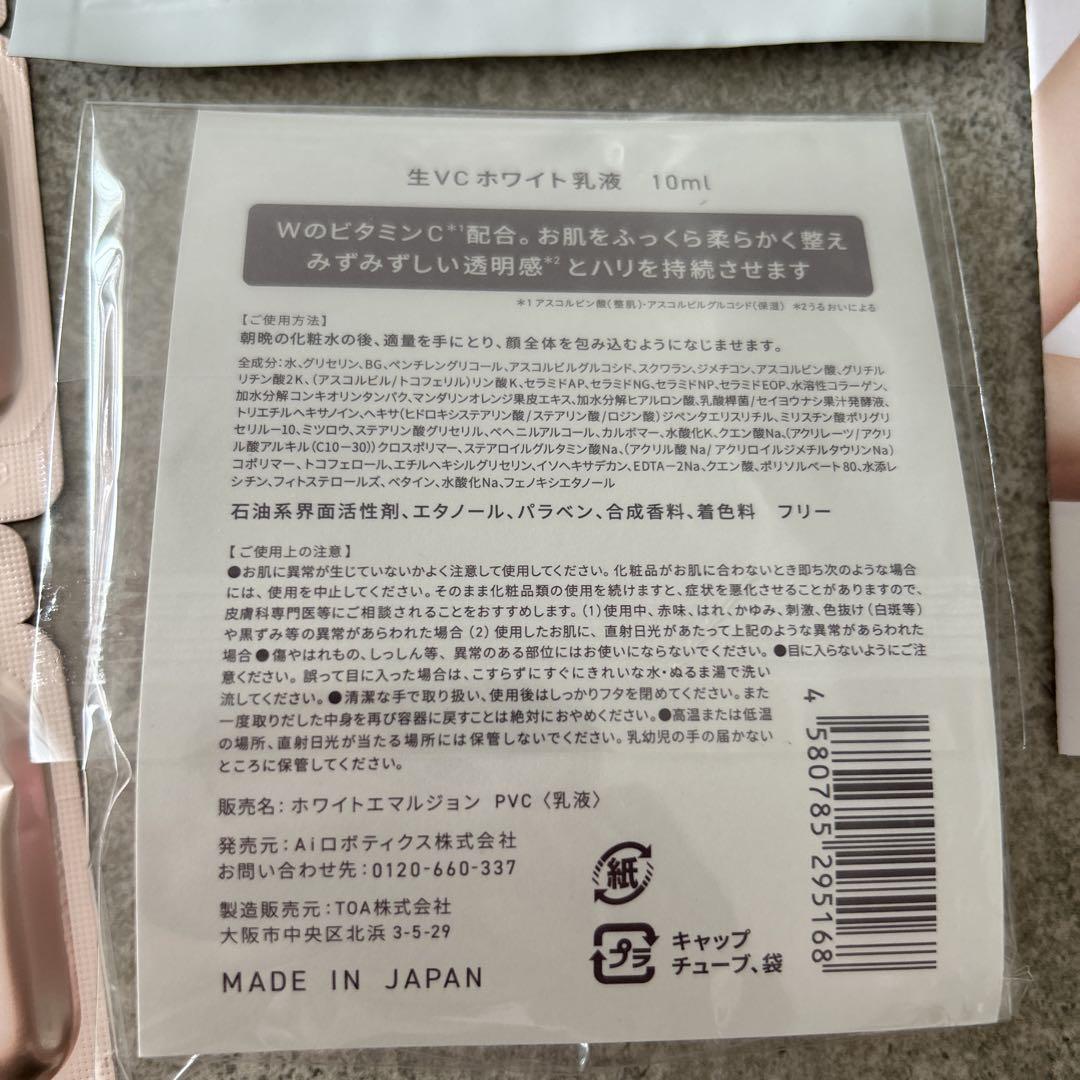 生VCホワイト乳液 10ml
WのビタミンC*1配合。お肌をふっくら柔らかく整え
みずみずしい透明感*2とハリを持続させます
*1 アスコルビン酸(整肌)・アスコルビルグルコシド(保湿) *2うるおいによる
【ご使用方法】
朝晩の化粧水の後、適量を手にとり、顔全体を包み込むようになじませます。
全成分:水、グリセリン、BG、ペンチレングリコール、アスコルビルグルコシド、スクワラン、ジメチコン、アスコルビン酸、グリチル
リチン酸2K、(アスコルビル/トコフェリル)リン酸K、セラミドAP、セラミドNG、セラミドNP、セラミドEOP、水溶性コラーゲン、
加水分解コンキオリンタンパク、マンダリンオレンジ果皮エキス、加水分解ヒアルロン酸、乳酸桿菌/セイヨウナシ果汁発酵液、
トリエチルヘキサノイン、ヘキサ(ヒドロキシステアリン酸/ステアリン酸/ロジン酸)ジペンタエリスリチル、ミリスチン酸ポリグリ
セリル-10、ミツロウ、ステアリン酸グリセリル、ベヘニルアルコール、カルボマー、水酸化K、クエン酸Na、(アクリレーツ/アクリ
ル酸アルキル(C10-30))クロスポリマー、ステアロイルグルタミン酸Na、(アクリル酸Na/アクリロイルジメチルタウリンNa)
コポリマー、トコフェロール、エチルヘキシルグリセリン、イソヘキサデカン、EDTA-2Na、クエン酸、ポリソルベート80、水添レ
シチン、フィトステロールズ、ベタイン、水酸化Na、フェノキシエタノール
石油系界面活性剤、エタノール、パラベン、合成香料、着色料 フリー
【ご使用上の注意】
●お肌に異常が生じていないかよく注意して使用してください。化粧品がお肌に合わないとき即ち次のような場合
には、使用を中止してください。そのまま化粧品類の使用を続けますと、症状を悪化させることがありますので、
皮膚科専門医等にご相談されることをおすすめします。(1)使用中、赤味、はれ、かゆみ、刺激、色抜け(白斑等)
や黒ずみ等の異常があらわれた場合(2)使用したお肌に、直射日光があたって上記のような異常があらわれた
場合●傷やはれもの、しっしん等、異常のある部位にはお使いにならないでください。●目に入らないようにご注
意ください。誤って目に入った場合は、こすらずにすぐにきれいな水・ぬるま湯で洗い
流してください。●清潔な手で取り扱い、使用後はしっかりフタを閉めてください。また
一度取りだした中身を再び容器に戻すことは絶対におやめください。●高温または低温
の場所、直射日光が当たる場所には保管しないでください。乳幼児の手の届かない
ところに保管してください。
販売名:ホワイトエマルジョン PVC〈乳液〉
発売元:Aiロボティクス株式会社
お問い合わせ先:0120-660-337
製造販売元:TOA株式会社
大阪市中央区北浜3-5-29
MADE IN JAPAN
紙
プラ
キャップ
チューブ、袋
4 580785 295168